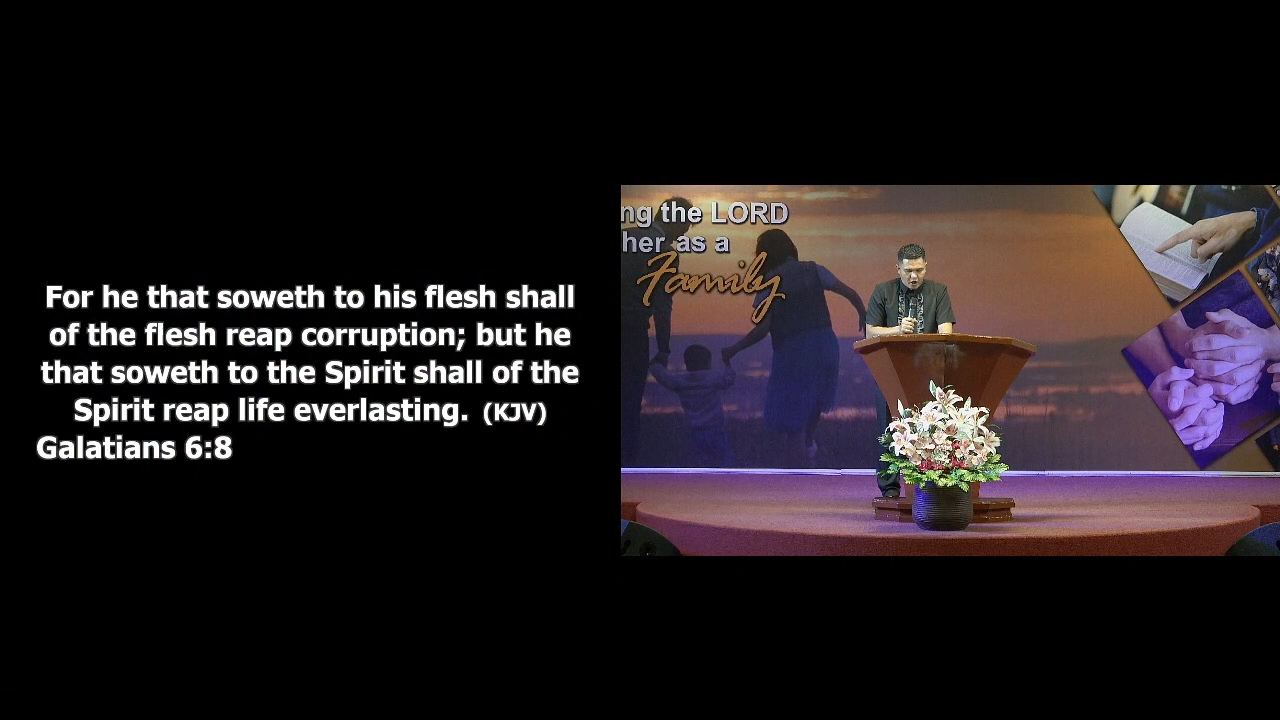 For he that soweth to his flesh shall
of the flesh reap corruption; but he
that soweth to the Spirit shall of the
Spirit reap life everlasting. (KJV)
Galatians 6:8
ng the LORD
her as a
Family